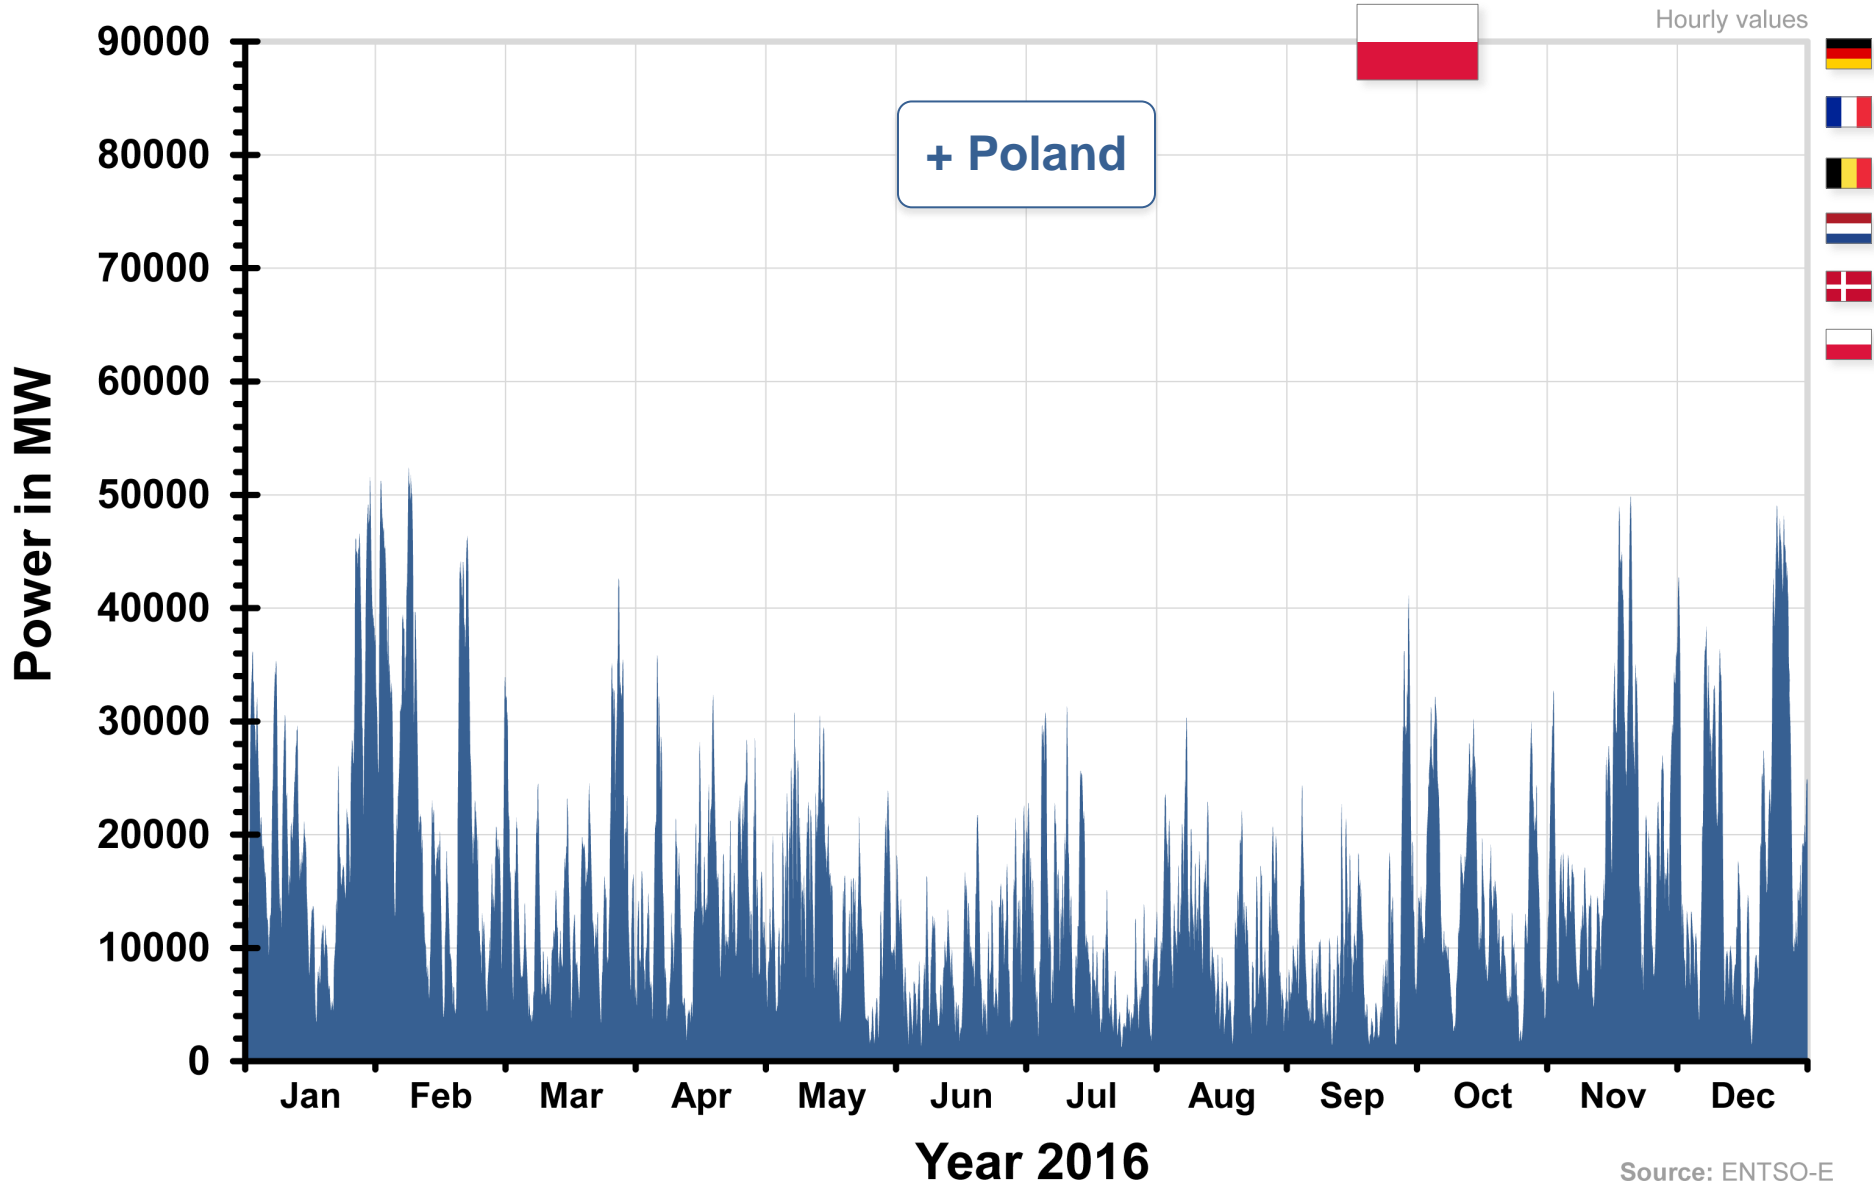 Hourly values
90000
80000
70000
60000
50000
40000
30000
20000
10000
0
+ Poland
Power in MW
Jan Feb Mar Apr May Jun Jul Aug Sep Oct Nov Dec
Year 2016
Source: ENTSO-E